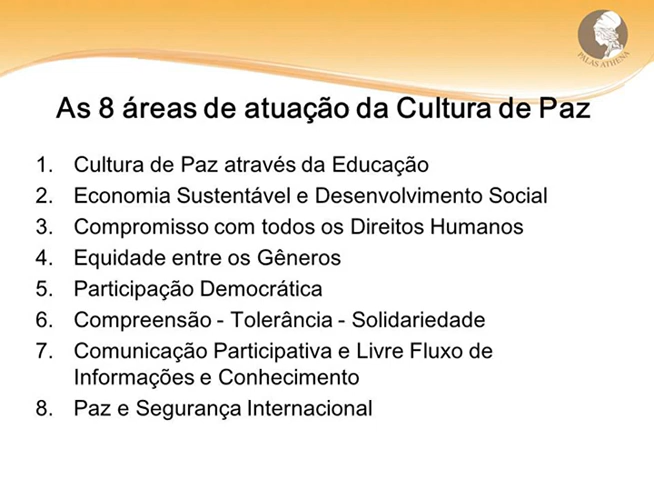 PALAS ATHENA
As 8 áreas de atuação da Cultura de Paz
1. Cultura de Paz através da Educação
2. Economia Sustentável e Desenvolvimento Social
3. Compromisso com todos os Direitos Humanos
4. Equidade entre os Gêneros
5. Participação Democrática
6. Compreensão - Tolerância - Solidariedade
7. Comunicação Participativa e Livre Fluxo de
Informações e Conhecimento
8. Paz e Segurança Internacional